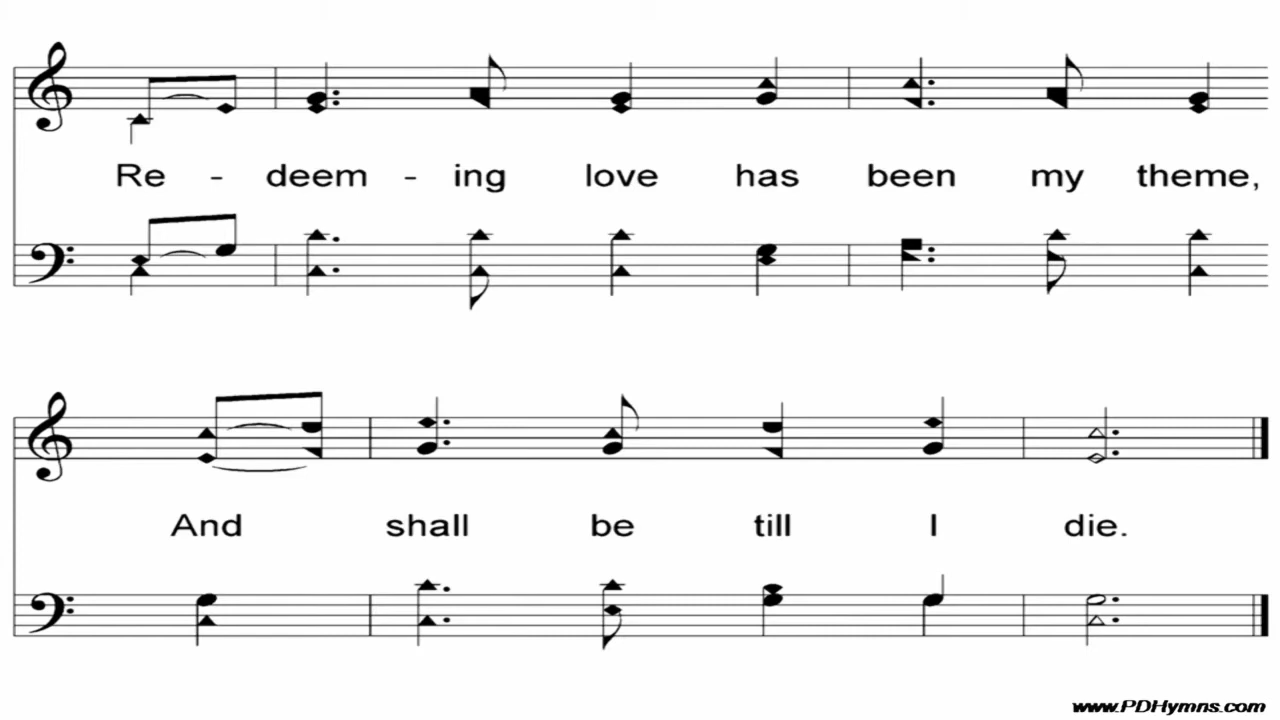 Re - deem - ing love has been my theme,
And shall be till I die.
www.PDHymns.com